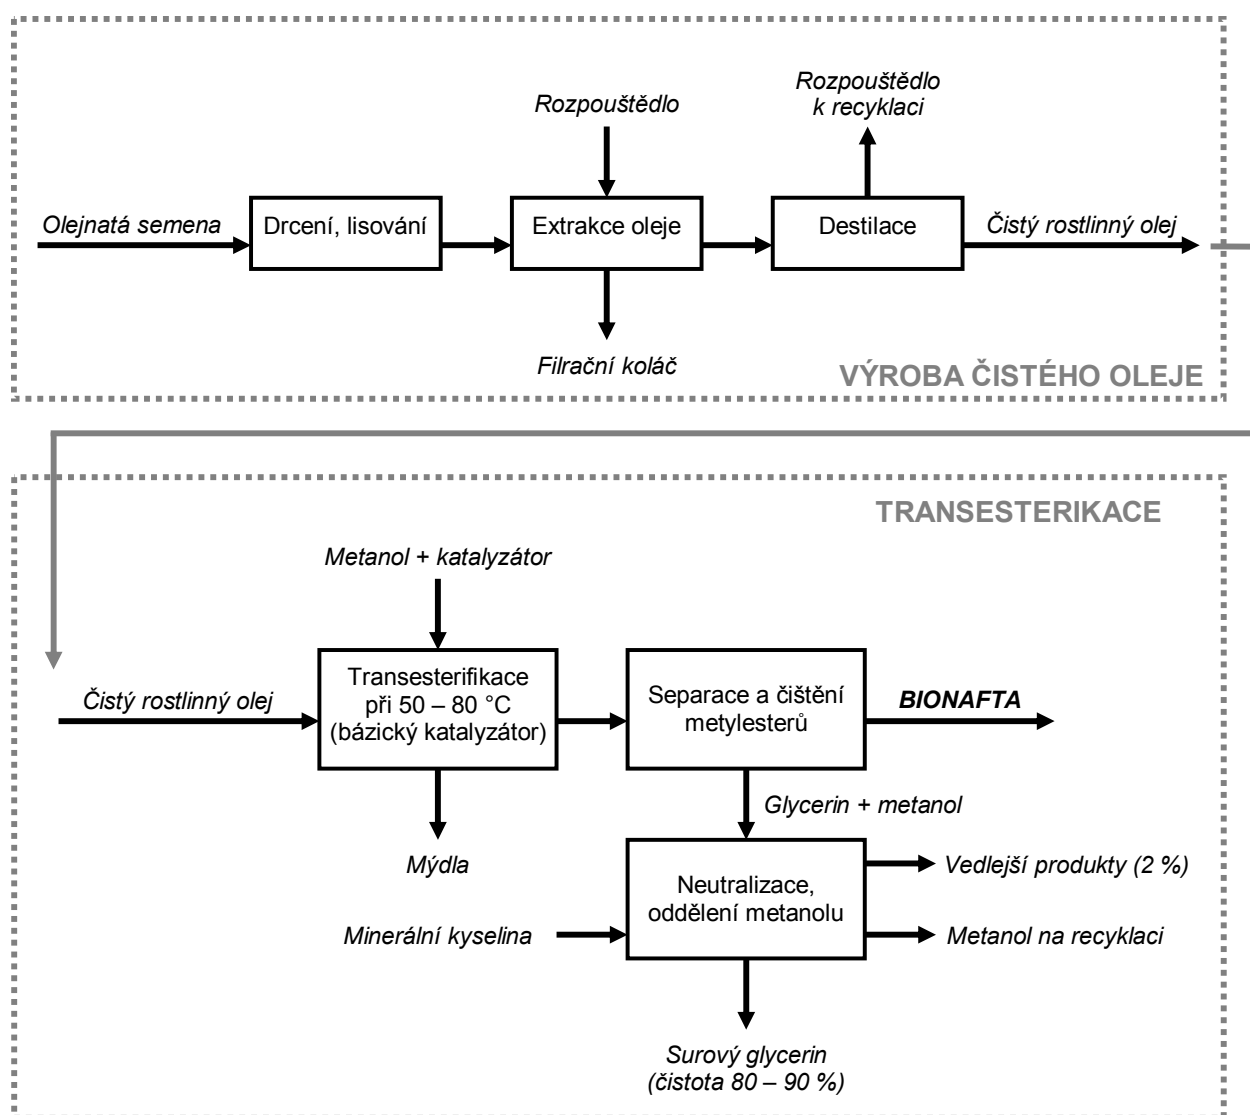 Rozpouštědlo
Rozpouštědlo
k recyklaci
Olejnatá semena
Drcení, lisování
Extrakce oleje
Destilace
Čistý rostlinný olej
Filrační koláč
VÝROBA ČISTÉHO OLEJE
TRANSESTERIKACE
Metanol + katalyzátor
Čistý rostlinný olej
Transesterifikace
při 50 – 80 °C
(bázický katalyzátor)
Separace a čištění
metylesterů
BIONAFTA
Glycerin + metanol
Mýdla
Neutralizace,
oddělení metanolu
Vedlejší produkty (2 %)
Minerální kyselina
Metanol na recyklaci
Surový glycerin
(čistota 80 – 90 %)